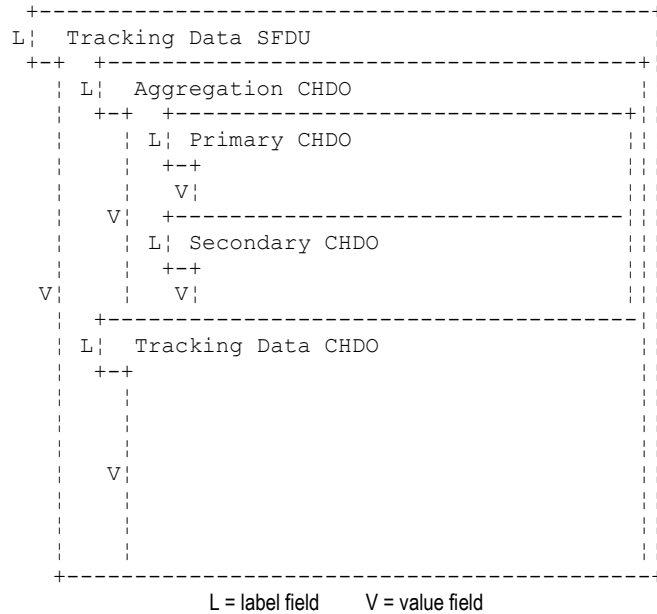 L Tracking Data SFDU
L Aggregation CHDO
L Primary CHDO
V
V
L Secondary CHDO
V V
L Tracking Data CHDO
V
L = label field V = value field